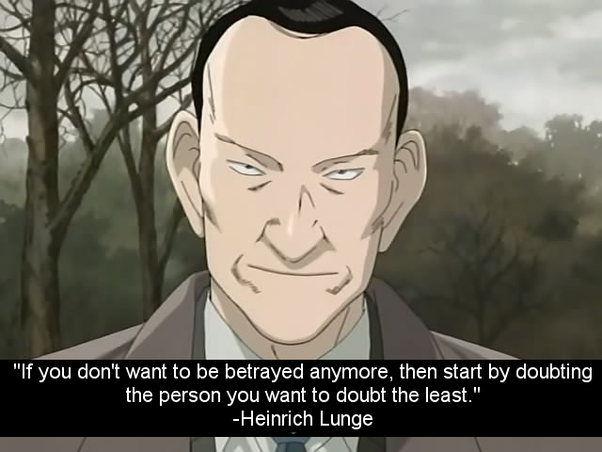 "If you don't want to be betrayed anymore, then start by doubting
the person you want to doubt the least."
-Heinrich Lunge